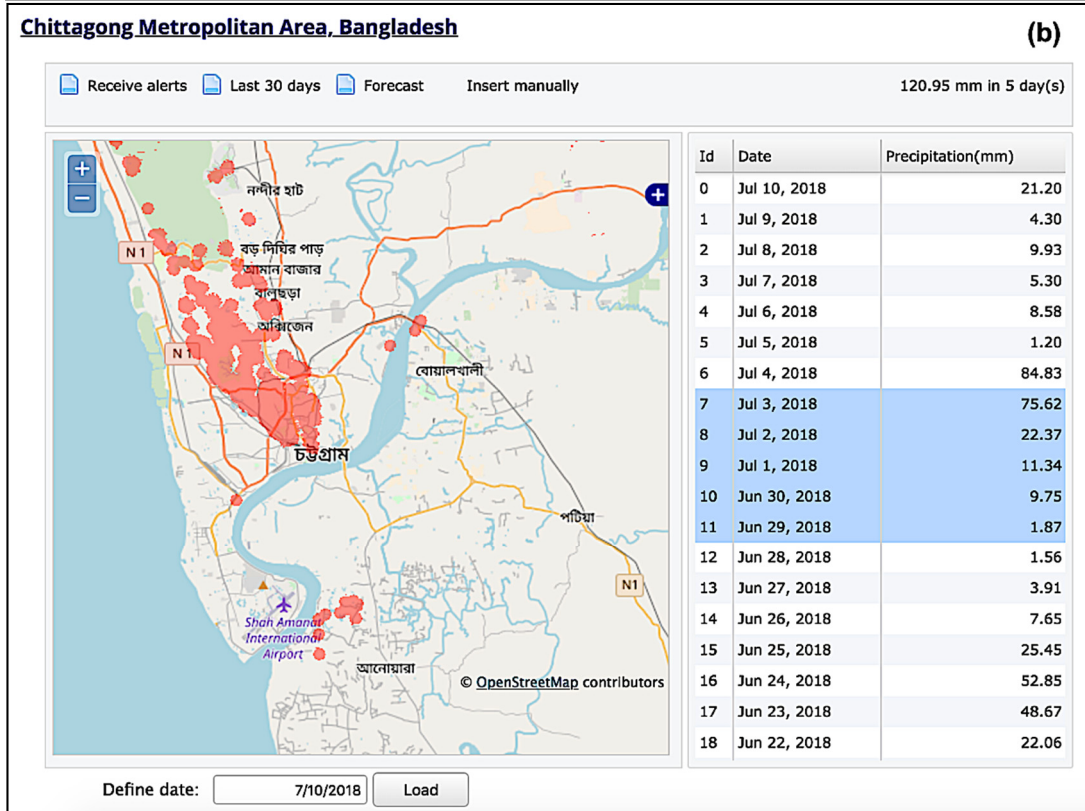 Chittagong Metropolitan Area, Bangladesh
(b)
Receive alerts Last 30 days Forecast Insert manually 120.95 mm in 5 day(s)
+
−
+
নন্দীর হাট
N 1
বড় দিঘির পাড়
আমান বাজার
বালুছড়া
অক্সিজেন
N 1
বোয়ালখালী
চট্টগ্রাম
পটিয়া
N1
Shah Amanat
International
Airport
আনোয়ারা
© OpenStreetMap contributors
Id Date Precipitation(mm)
0 Jul 10, 2018 21.20
1 Jul 9, 2018 4.30
2 Jul 8, 2018 9.93
3 Jul 7, 2018 5.30
4 Jul 6, 2018 8.58
5 Jul 5, 2018 1.20
6 Jul 4, 2018 84.83
7 Jul 3, 2018 75.62
8 Jul 2, 2018 22.37
9 Jul 1, 2018 11.34
10 Jun 30, 2018 9.75
11 Jun 29, 2018 1.87
12 Jun 28, 2018 1.56
13 Jun 27, 2018 3.91
14 Jun 26, 2018 7.65
15 Jun 25, 2018 25.45
16 Jun 24, 2018 52.85
17 Jun 23, 2018 48.67
18 Jun 22, 2018 22.06
Define date: 7/10/2018 Load